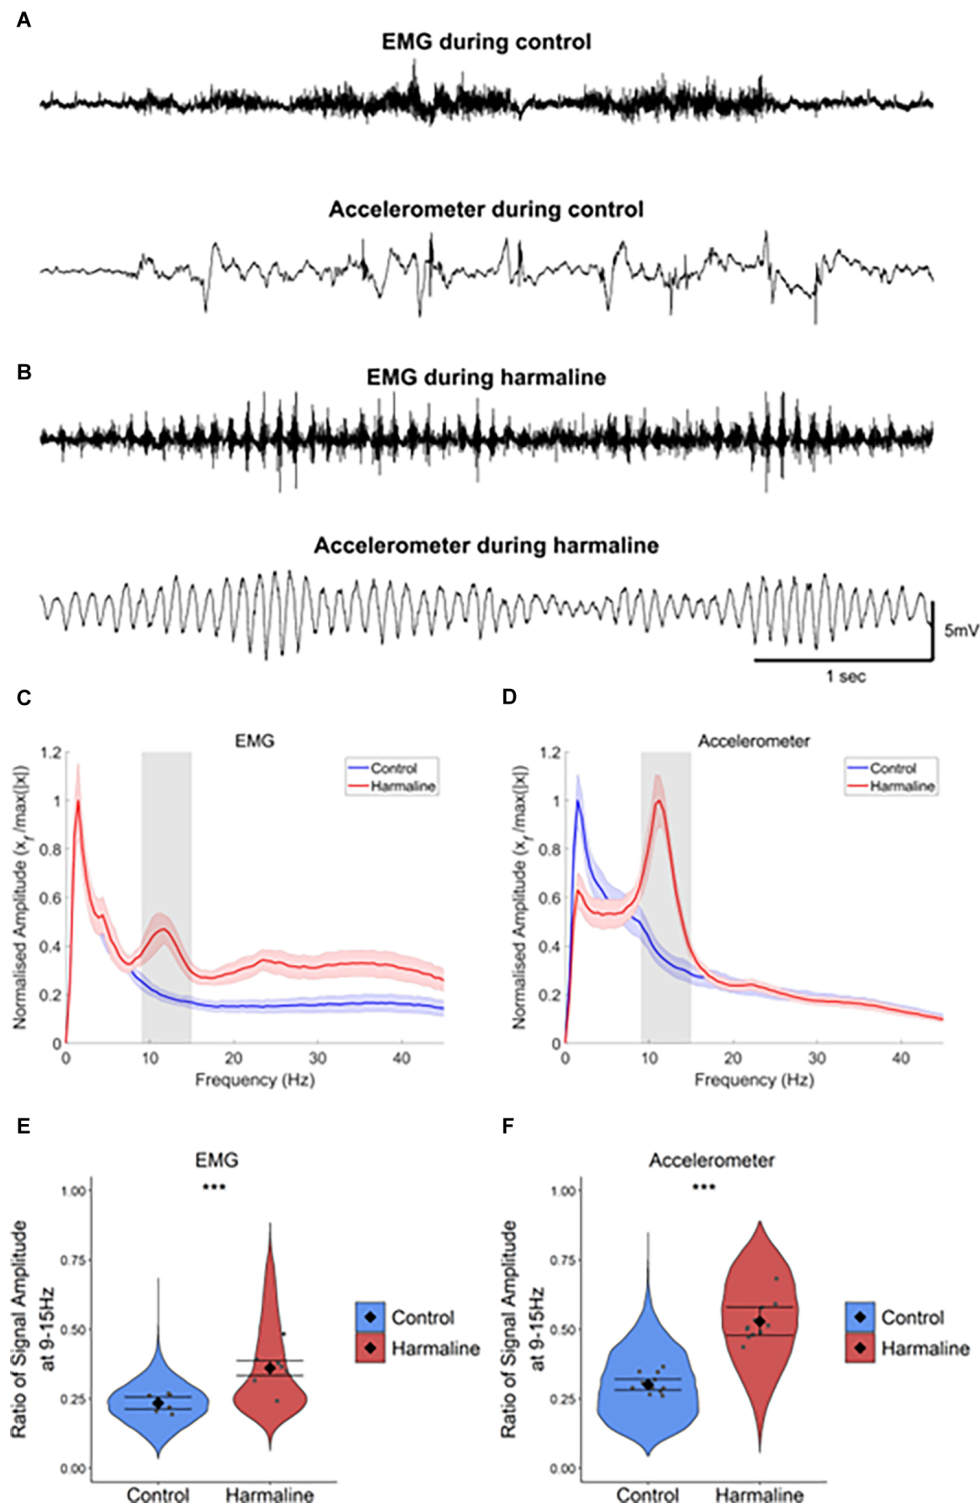 A
EMG during control
Accelerometer during control
B
EMG during harmaline
Accelerometer during harmaline
5mV
1 sec
C
EMG
Normalised Amplitude (x_f/max(|x|)
1.2
1
0.8
0.6
0.4
0.2
0
0 10 20 30 40
Frequency (Hz)
Control
Harmaline
D
Accelerometer
Normalised Amplitude (x_f/max(|x|)
1.2
1
0.8
0.6
0.4
0.2
0
0 10 20 30 40
Frequency (Hz)
Control
Harmaline
E
EMG
***
Ratio of Signal Amplitude
at 9-15Hz
1.00
0.75
0.50
0.25
0.00
Control Harmaline
Control
Harmaline
F
Accelerometer
***
Ratio of Signal Amplitude
at 9-15Hz
1.00
0.75
0.50
0.25
0.00
Control Harmaline
Control
Harmaline